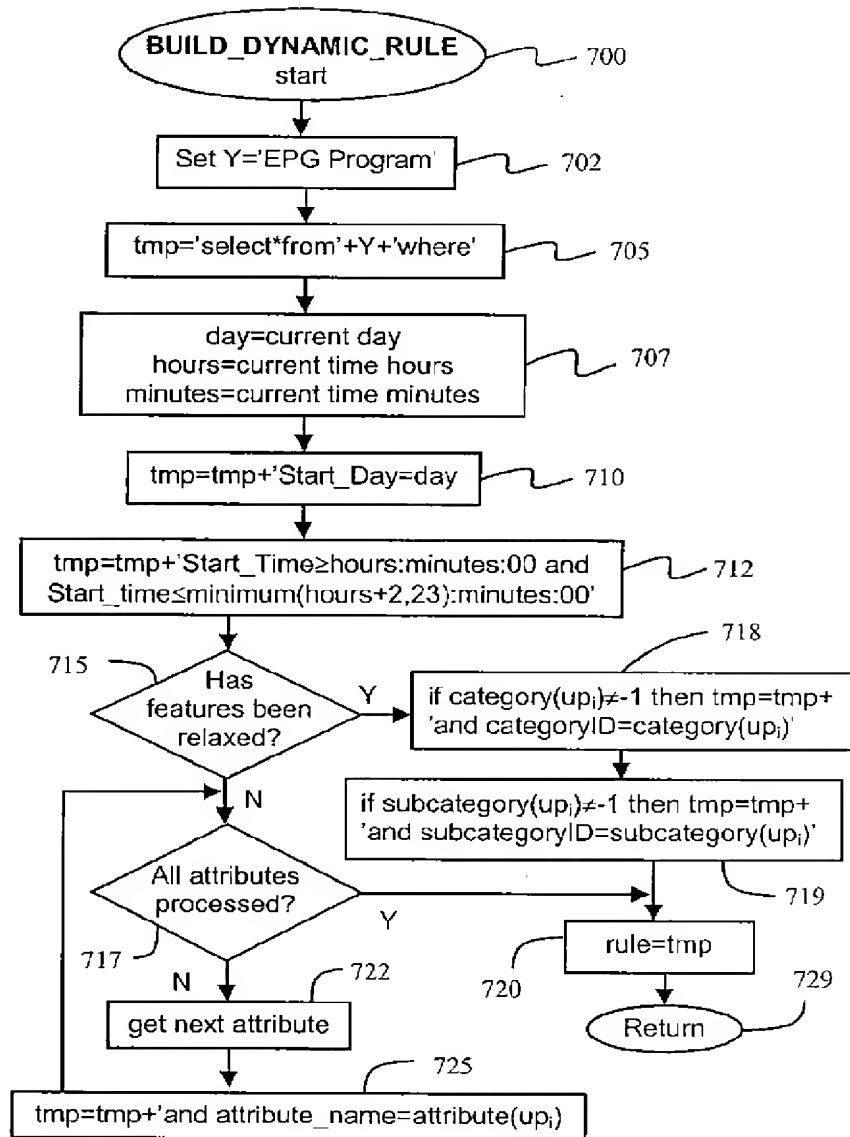 BUILD_DYNAMIC_RULE
start
700
Set Y='EPG Program'
702
tmp='select*from'+Y+'where'
705
day=current day
hours=current time hours
minutes=current time minutes
707
tmp=tmp+'Start_Day=day
710
tmp=tmp+'Start_Time≥hours:minutes:00 and
Start_time≤minimum(hours+2,23):minutes:00'
712
715
Has
features been
relaxed?
Y
N
718
if category(upᵢ)≠-1 then tmp=tmp+
'and categoryID=category(upᵢ)'
if subcategory(upᵢ)≠-1 then tmp=tmp+
'and subcategoryID=subcategory(upᵢ)'
719
All attributes
processed?
Y
717
N
rule=tmp
720
722
get next attribute
729
Return
725
tmp=tmp+'and attribute_name=attribute(upᵢ)